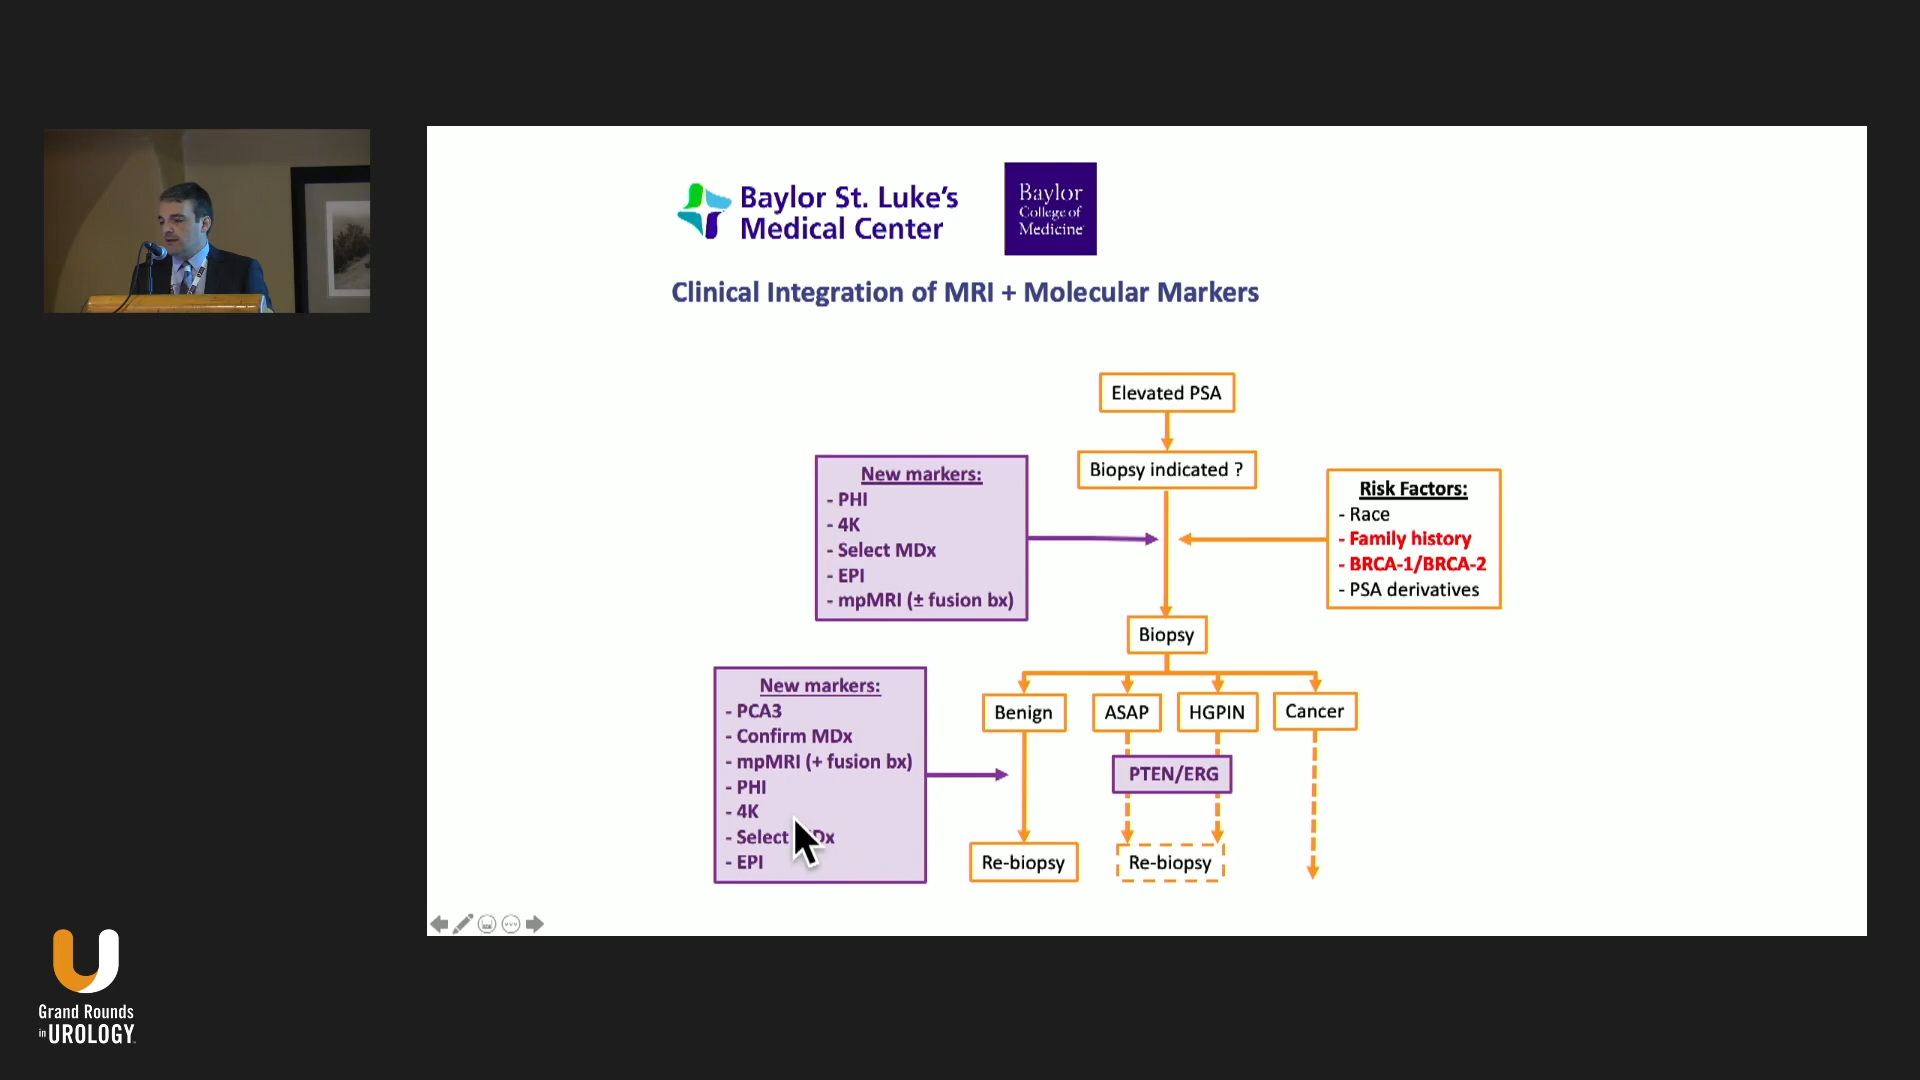 Baylor St. Luke's
Medical Center
Baylor
College of
Medicine
Clinical Integration of MRI + Molecular Markers
Elevated PSA
Biopsy indicated ?
New markers:
- PHI
- 4K
- Select MDx
- EPI
- mpMRI (± fusion bx)
Risk Factors:
- Race
- Family history
- BRCA-1/BRCA-2
- PSA derivatives
Biopsy
Benign
ASAP
HGPIN
Cancer
New markers:
- PCA3
- Confirm MDx
- mpMRI (+ fusion bx)
- PHI
- 4K
- Select MDx
- EPI
PTEN/ERG
Re-biopsy
Re-biopsy
Grand Rounds
in UROLOGY